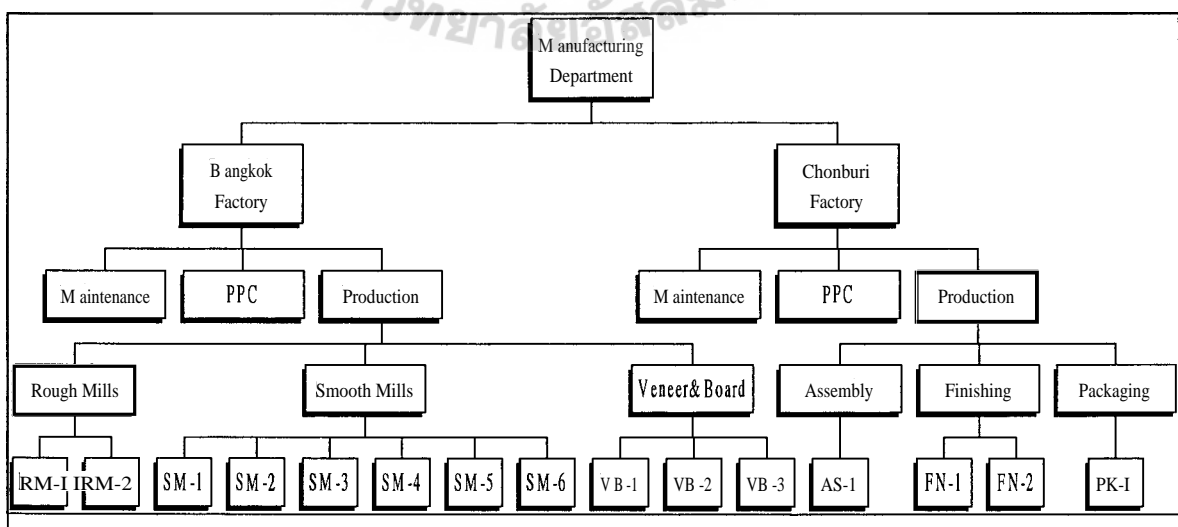 Manufacturing
Department
Bangkok
Factory
Chonburi
Factory
Maintenance
PPC
Production
Maintenance
PPC
Production
Rough Mills
Smooth Mills
Veneer&Board
Assembly
Finishing
Packaging
RM-I
IRM-2
SM-1
SM-2
SM-3
SM-4
SM-5
SM-6
VB-1
VB-2
VB-3
AS-1
FN-1
FN-2
PK-I